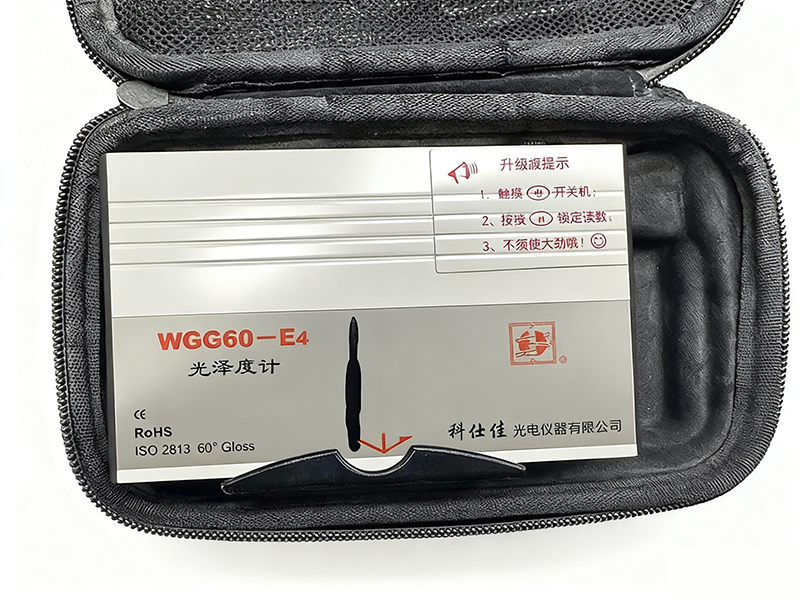 升级液提示
1、触摸 开关机；
2、按挨 锁定读数；
3、不须使大劲哦！
WGG60-E4
光泽度计
®
CE
RoHS
ISO 2813 60° Gloss
科仕佳 光电仪器有限公司